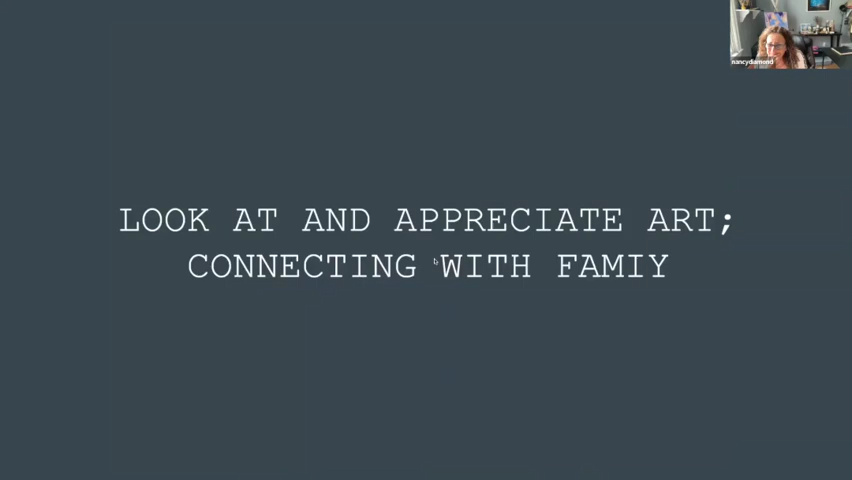 nancydiamond
LOOK AT AND APPRECIATE ART;
CONNECTING WITH FAMIY